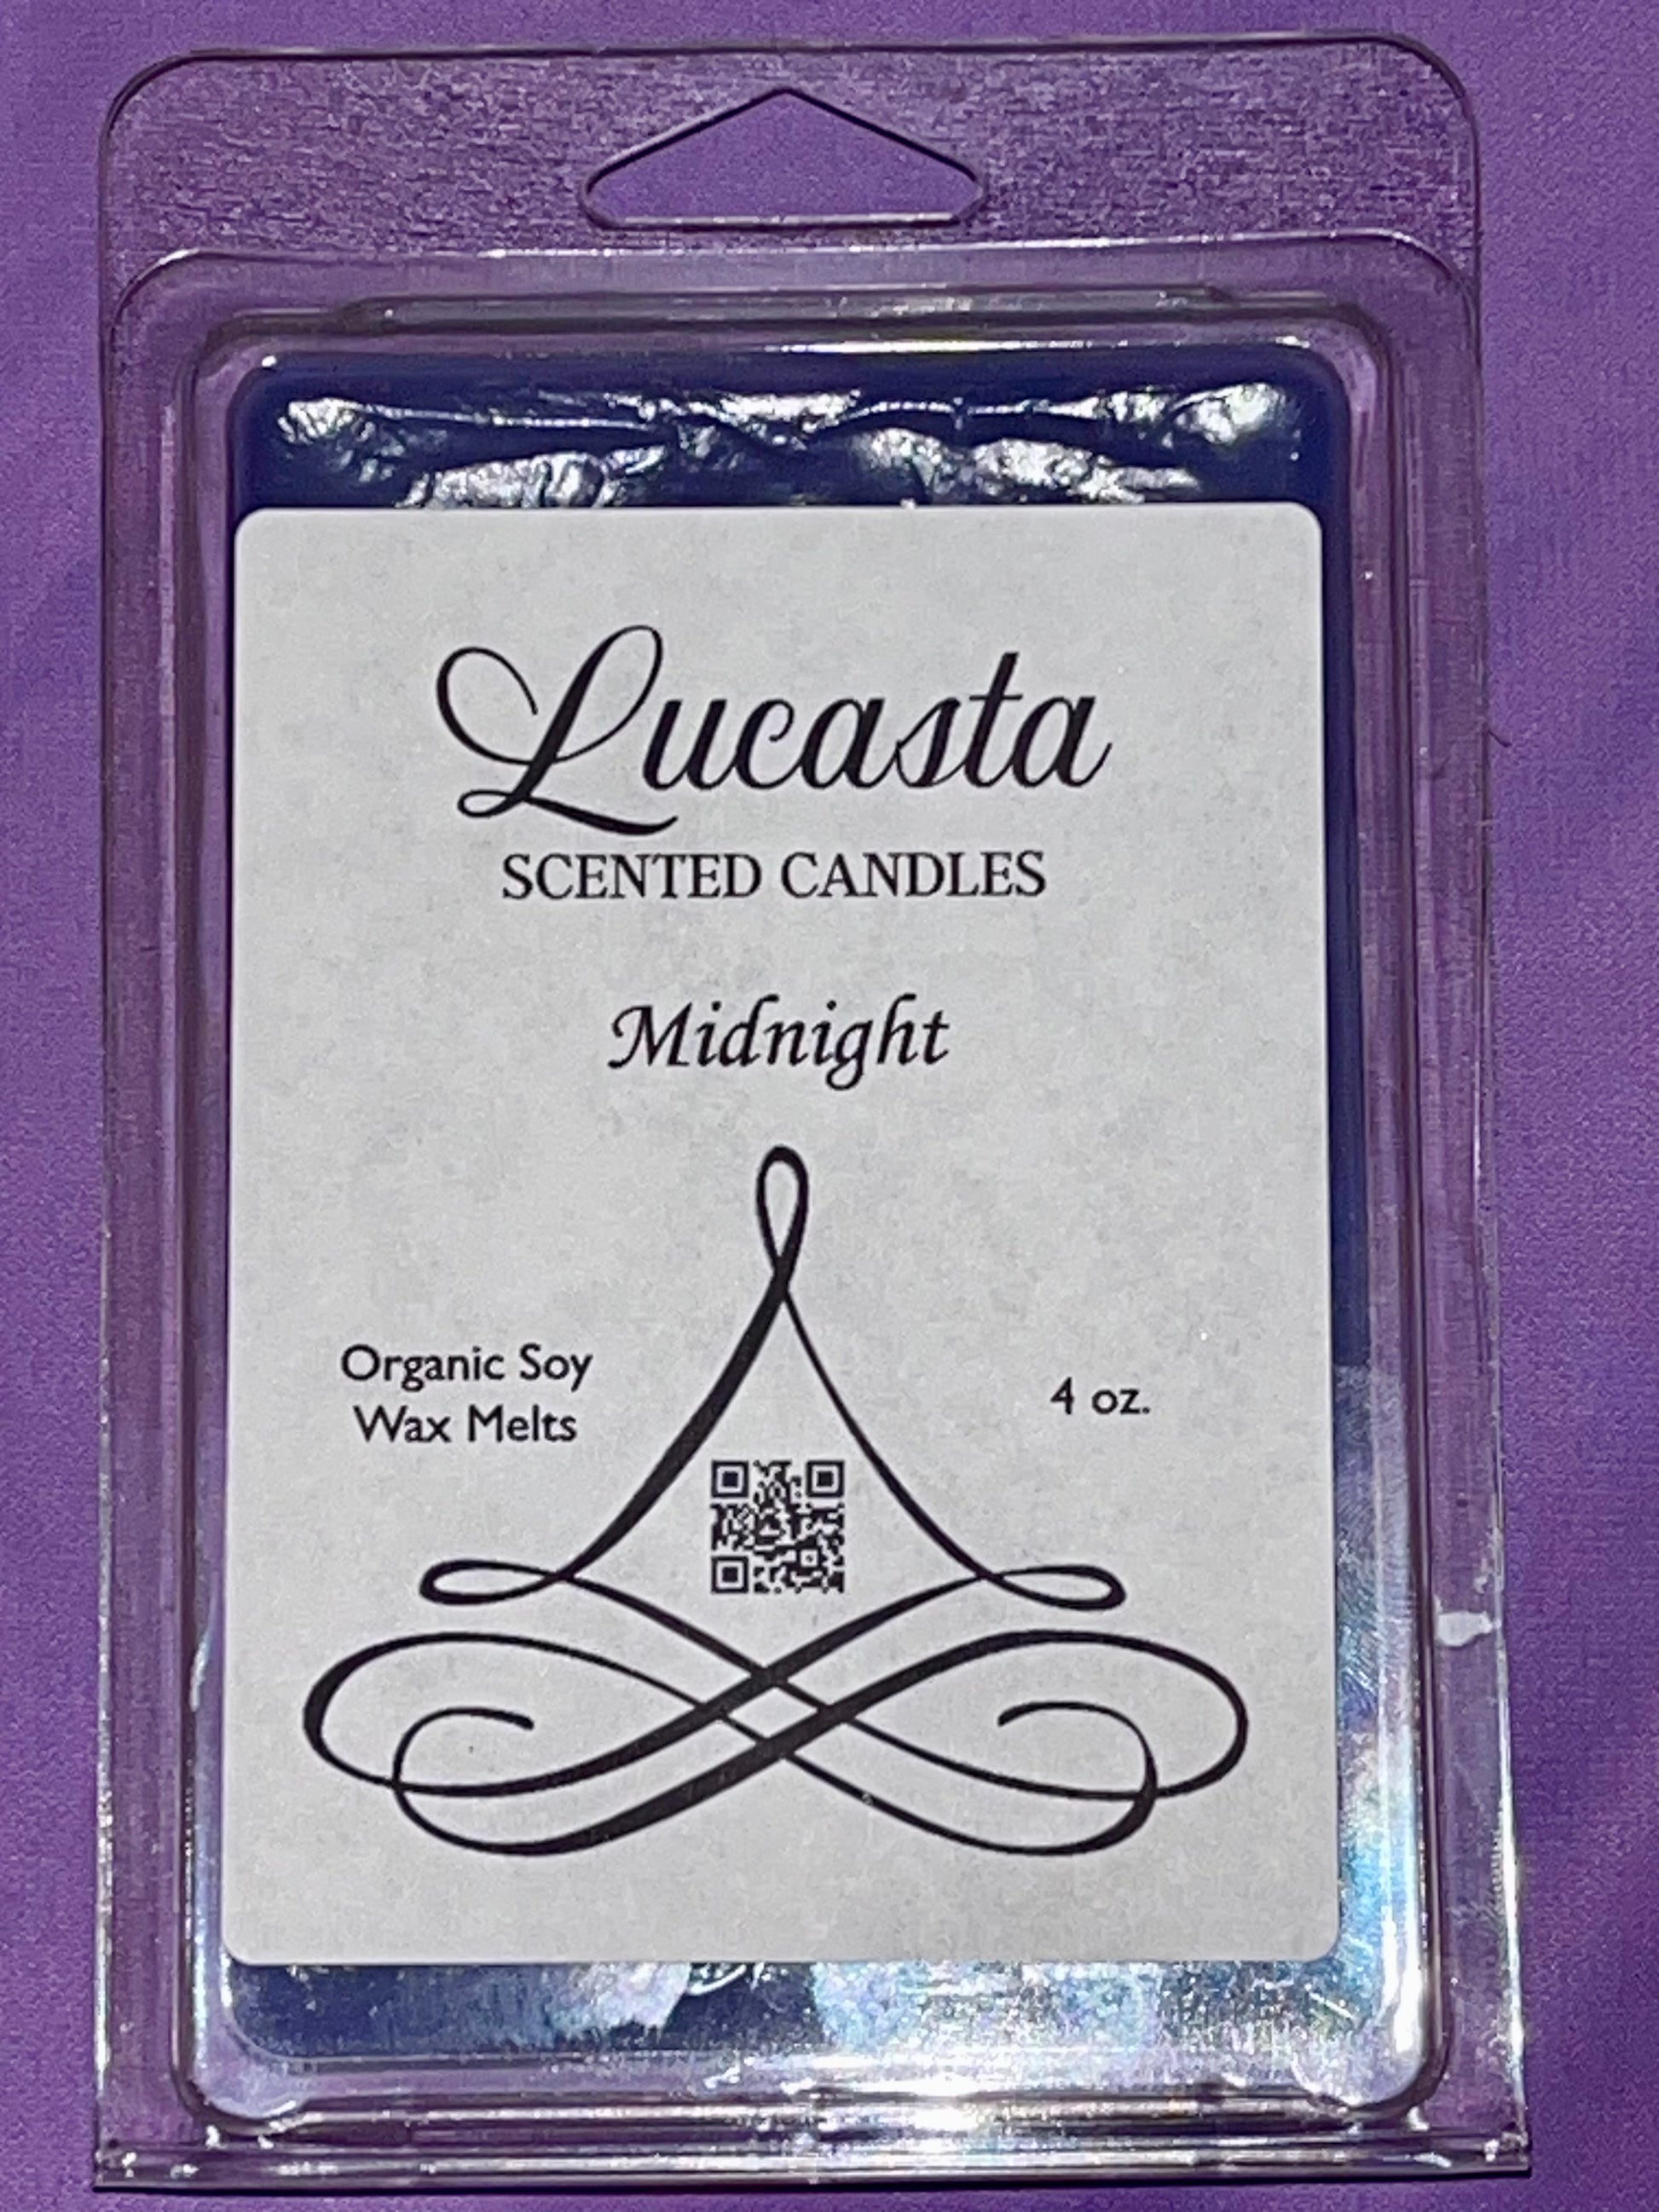 Lucasta
SCENTED CANDLES
Midnight
Organic Soy
Wax Melts
4 oz.